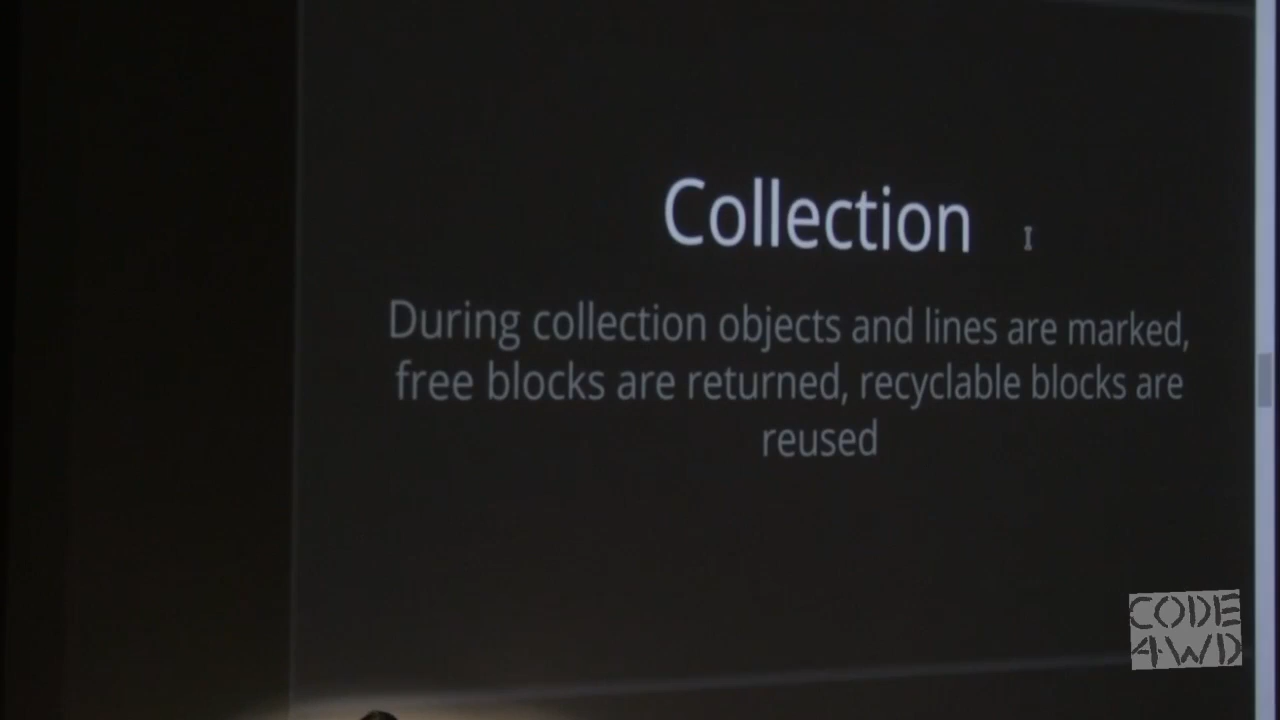 Collection
During collection objects and lines are marked,
free blocks are returned, recyclable blocks are
reused
CODE
4WD